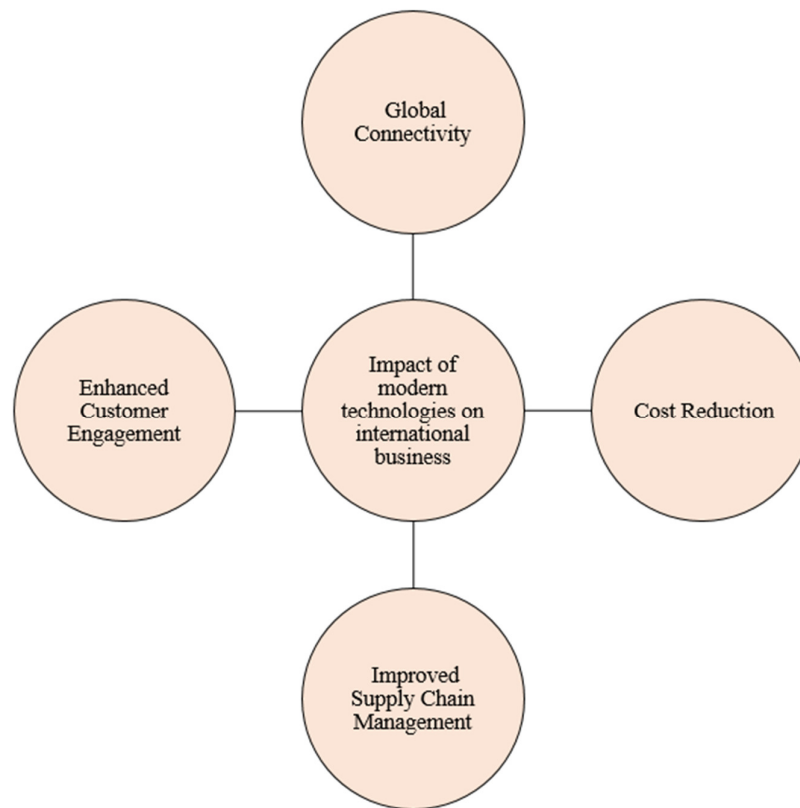 Global
Connectivity
Enhanced
Customer
Engagement
Impact of
modern
technologies on
international
business
Cost Reduction
Improved
Supply Chain
Management